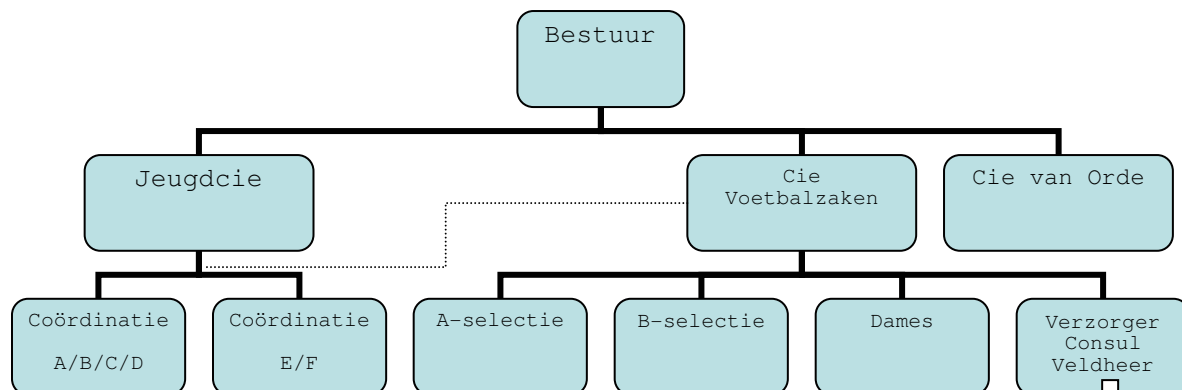 Bestuur
Jeugdcie
Cie
Voetbalzaken
Cie van Orde
Coördinatie
A/B/C/D
Coördinatie
E/F
A-selectie
B-selectie
Dames
Verzorger
Consul
Veldheer